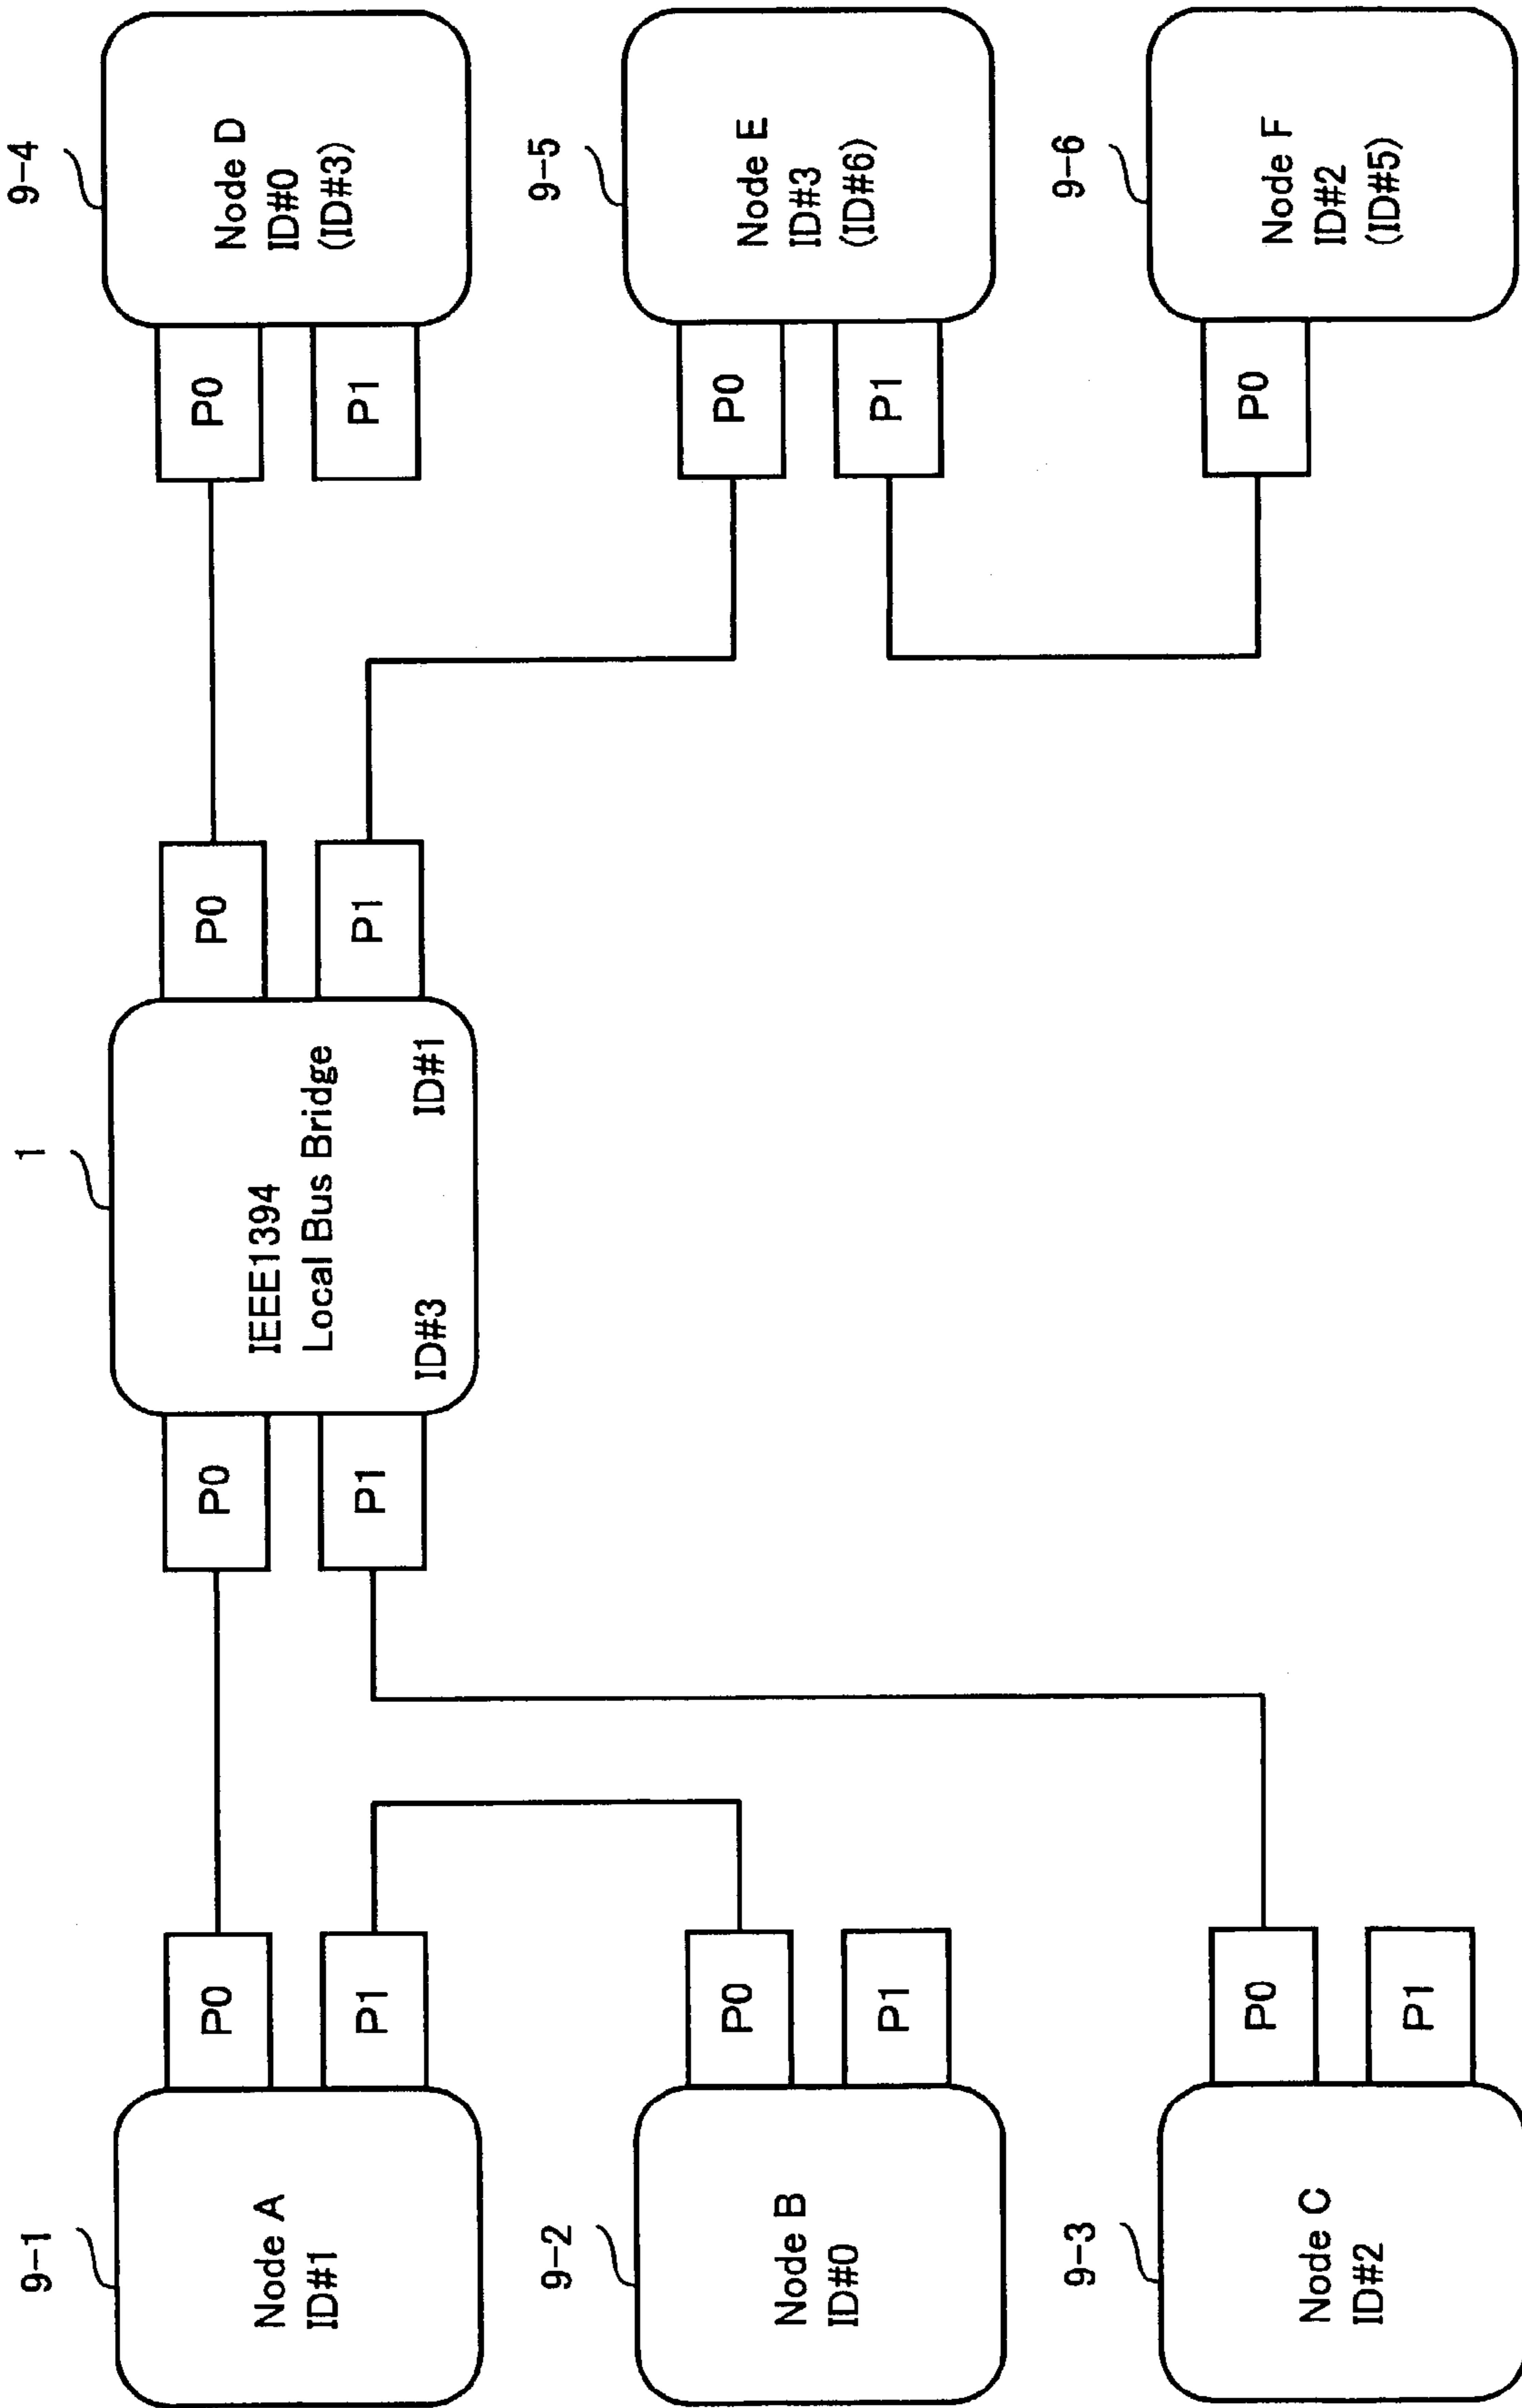 9-1
Node A
ID#1
P0
P1
9-2
Node B
ID#0
P0
P1
9-3
Node C
ID#2
P0
P1
1
IEEE1394
Local Bus Bridge
ID#3
ID#1
P0
P1
P0
P1
9-4
Node D
ID#0
(ID#3)
P0
P1
9-5
Node E
ID#3
(ID#6)
P0
P1
9-6
Node F
ID#2
(ID#5)
P0